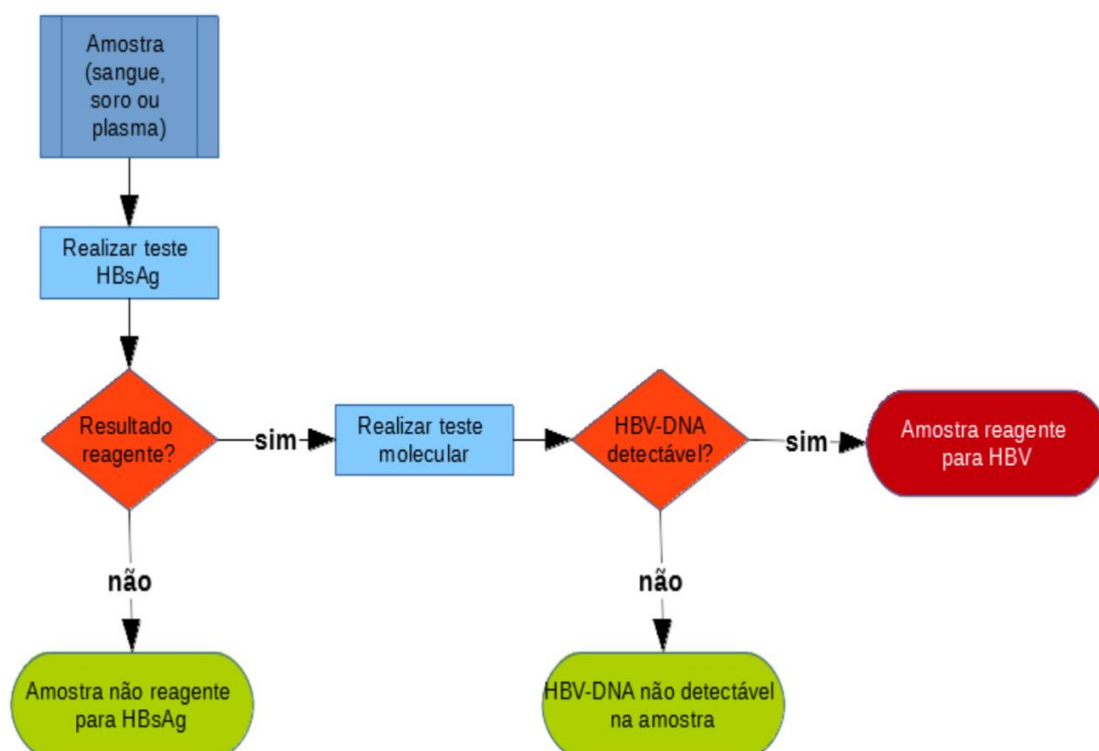 Amostra
(sangue,
soro ou
plasma)
Realizar teste
HBsAg
Resultado
reagente?
sim
Realizar teste
molecular
HBV-DNA
detectável?
sim
Amostra reagente
para HBV
não
não
Amostra não reagente
para HBsAg
HBV-DNA não detectável
na amostra